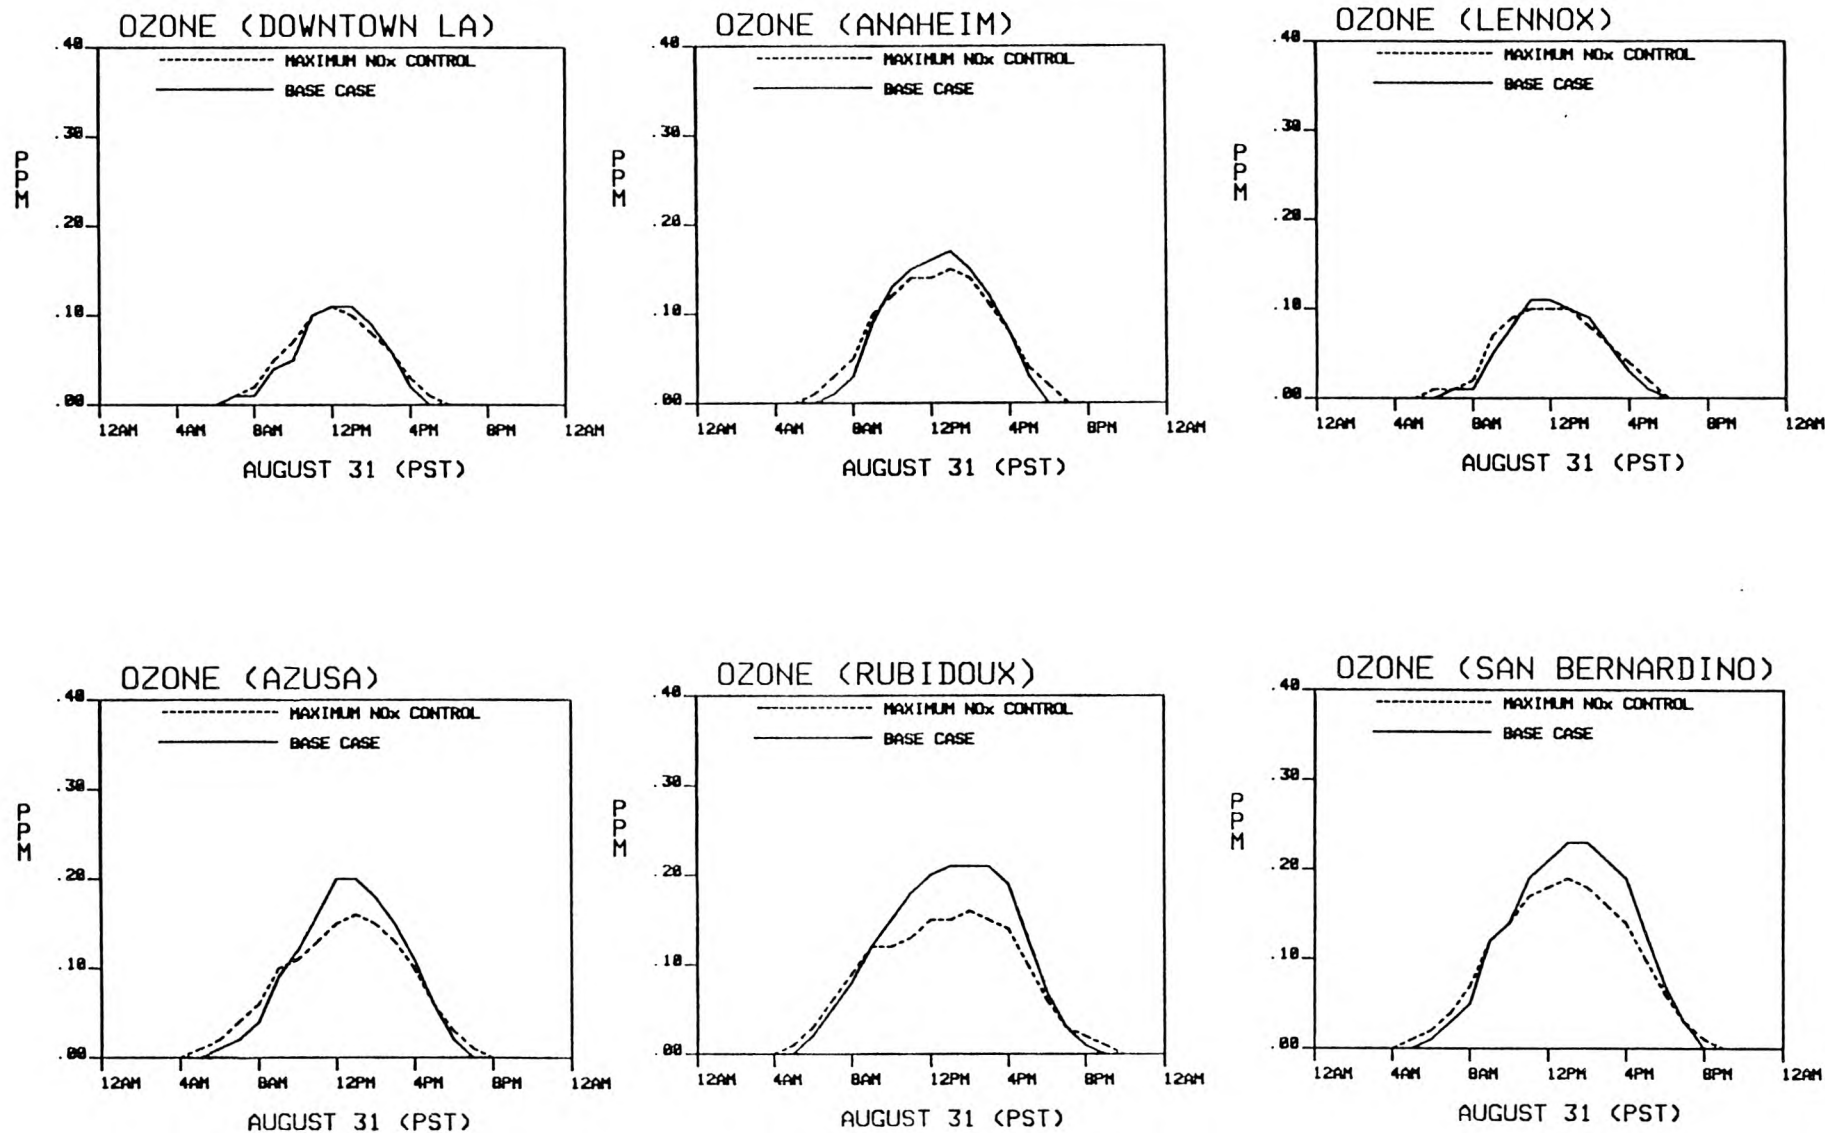 OZONE (DOWNTOWN LA)
.40
MAXIMUM NOx CONTROL
BASE CASE
.30
PPM
.20
.10
.00
12AM 4AM 8AM 12PM 4PM 8PM 12AM
AUGUST 31 (PST)
OZONE (ANAHEIM)
.40
MAXIMUM NOx CONTROL
BASE CASE
.30
PPM
.20
.10
.00
12AM 4AM 8AM 12PM 4PM 8PM 12AM
AUGUST 31 (PST)
OZONE (LENNOX)
.40
MAXIMUM NOx CONTROL
BASE CASE
.30
PPM
.20
.10
.00
12AM 4AM 8AM 12PM 4PM 8PM 12AM
AUGUST 31 (PST)
OZONE (AZUSA)
.40
MAXIMUM NOx CONTROL
BASE CASE
.30
PPM
.20
.10
.00
12AM 4AM 8AM 12PM 4PM 8PM 12AM
AUGUST 31 (PST)
OZONE (RUBIDOUX)
.40
MAXIMUM NOx CONTROL
BASE CASE
.30
PPM
.20
.10
.00
12AM 4AM 8AM 12PM 4PM 8PM 12AM
AUGUST 31 (PST)
OZONE (SAN BERNARDINO)
.40
MAXIMUM NOx CONTROL
BASE CASE
.30
PPM
.20
.10
.00
12AM 4AM 8AM 12PM 4PM 8PM 12AM
AUGUST 31 (PST)